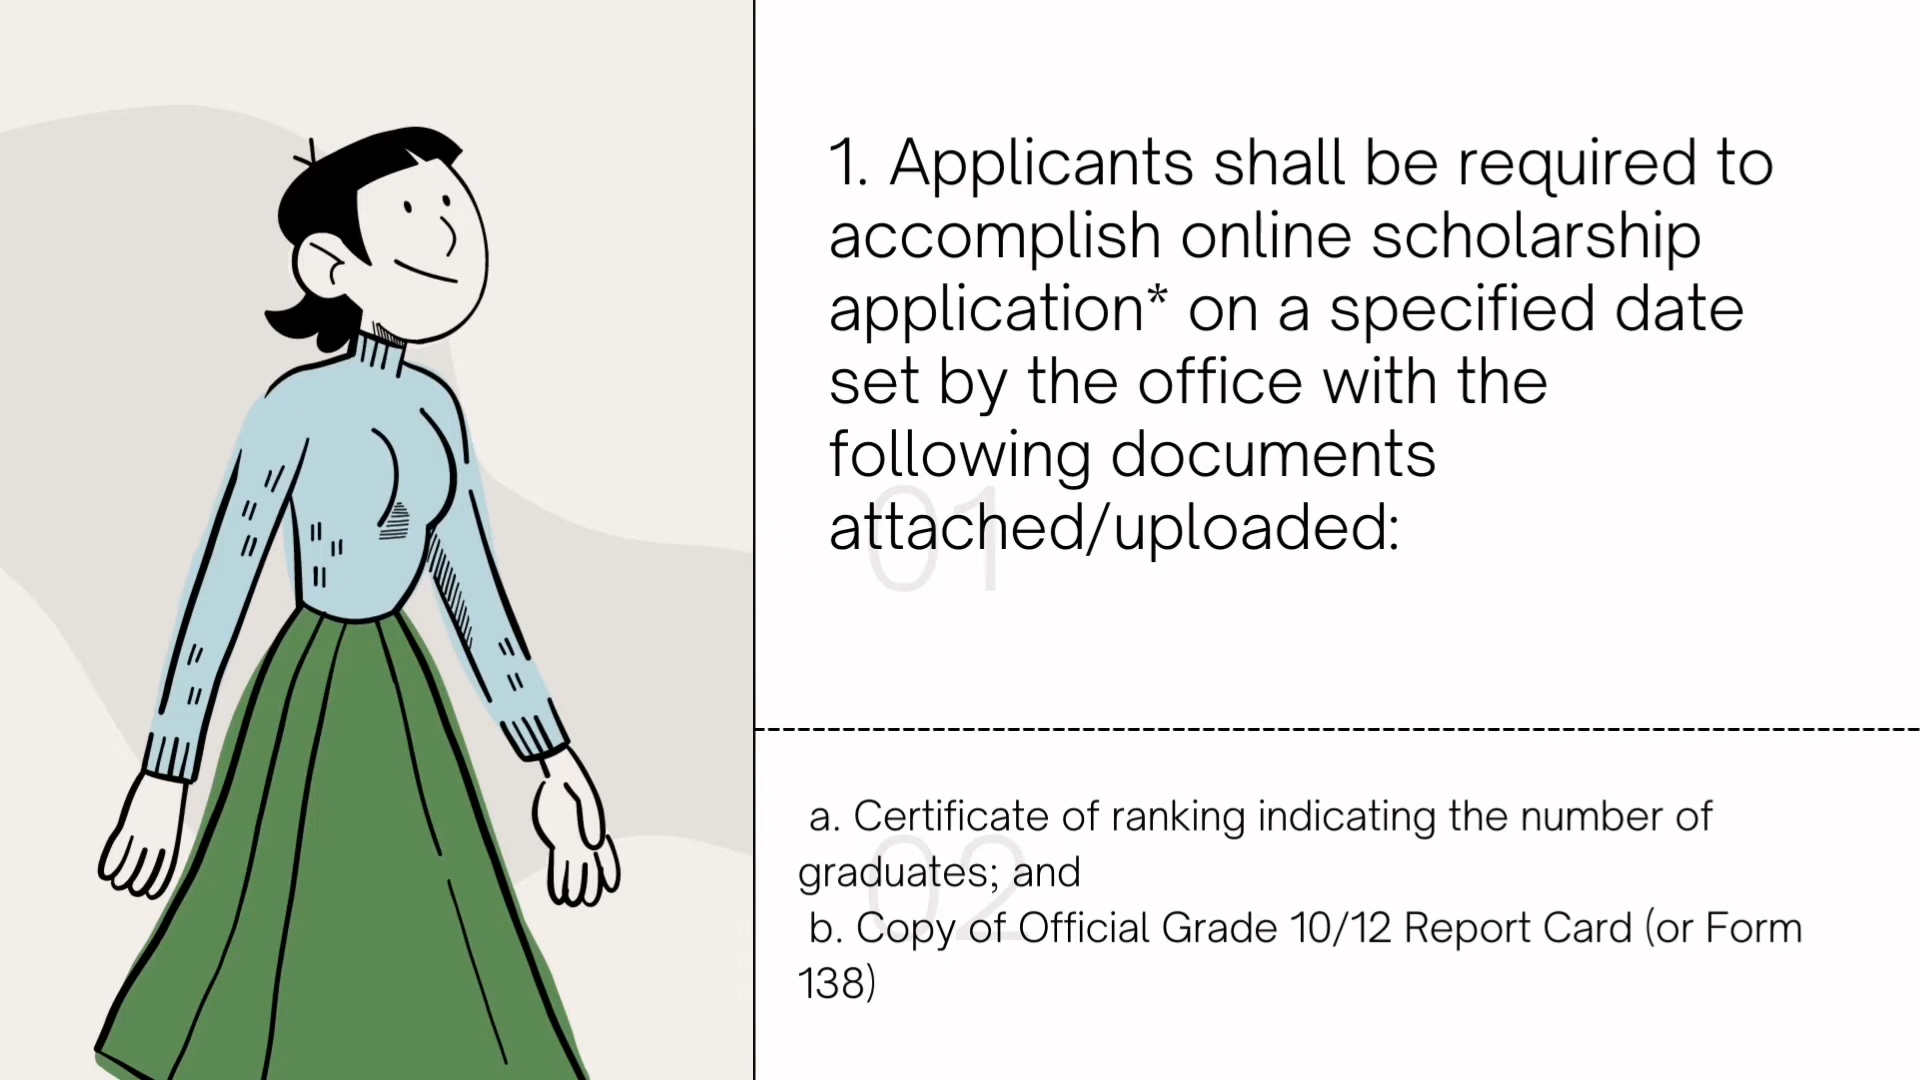 1. Applicants shall be required to
accomplish online scholarship
application* on a specified date
set by the office with the
following documents
attached/uploaded:
01
a. Certificate of ranking indicating the number of
graduates; and
b. Copy of Official Grade 10/12 Report Card (or Form
138)
02